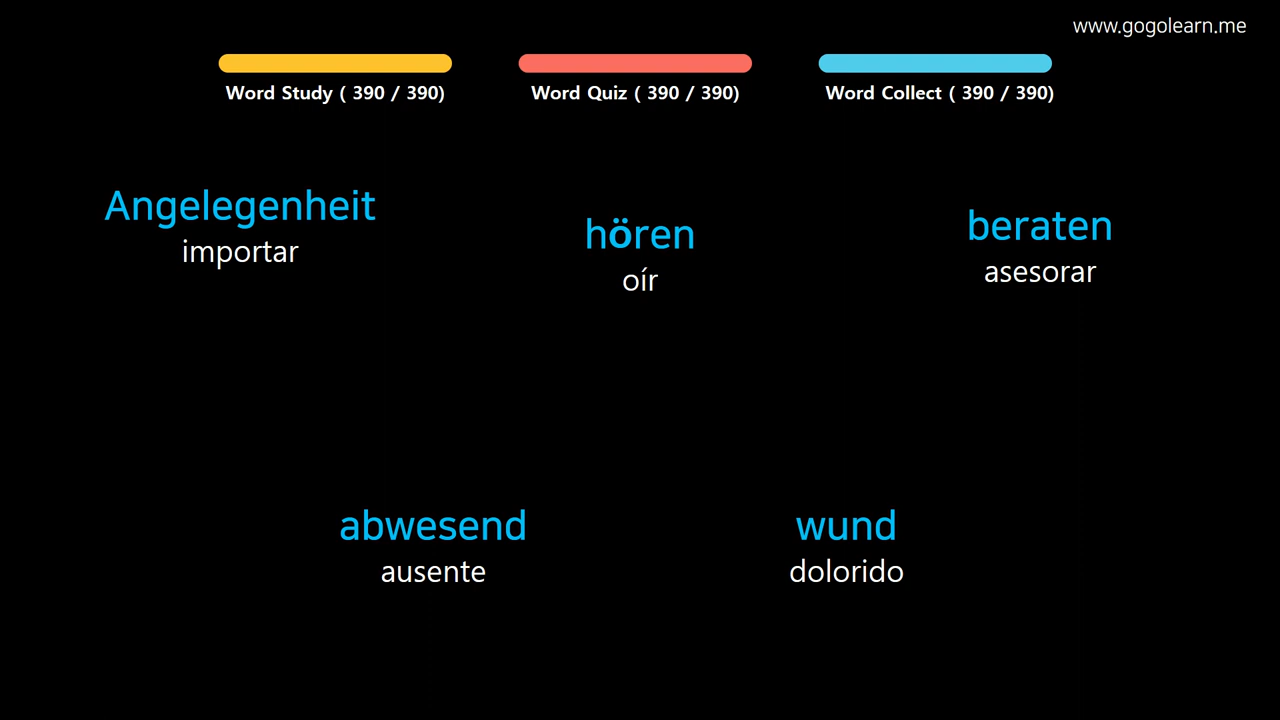 www.gogolearn.me
Word Study ( 390 / 390)
Word Quiz ( 390 / 390)
Word Collect ( 390 / 390)
Angelegenheit
importar
hören
oír
beraten
asesorar
abwesend
ausente
wund
dolorido